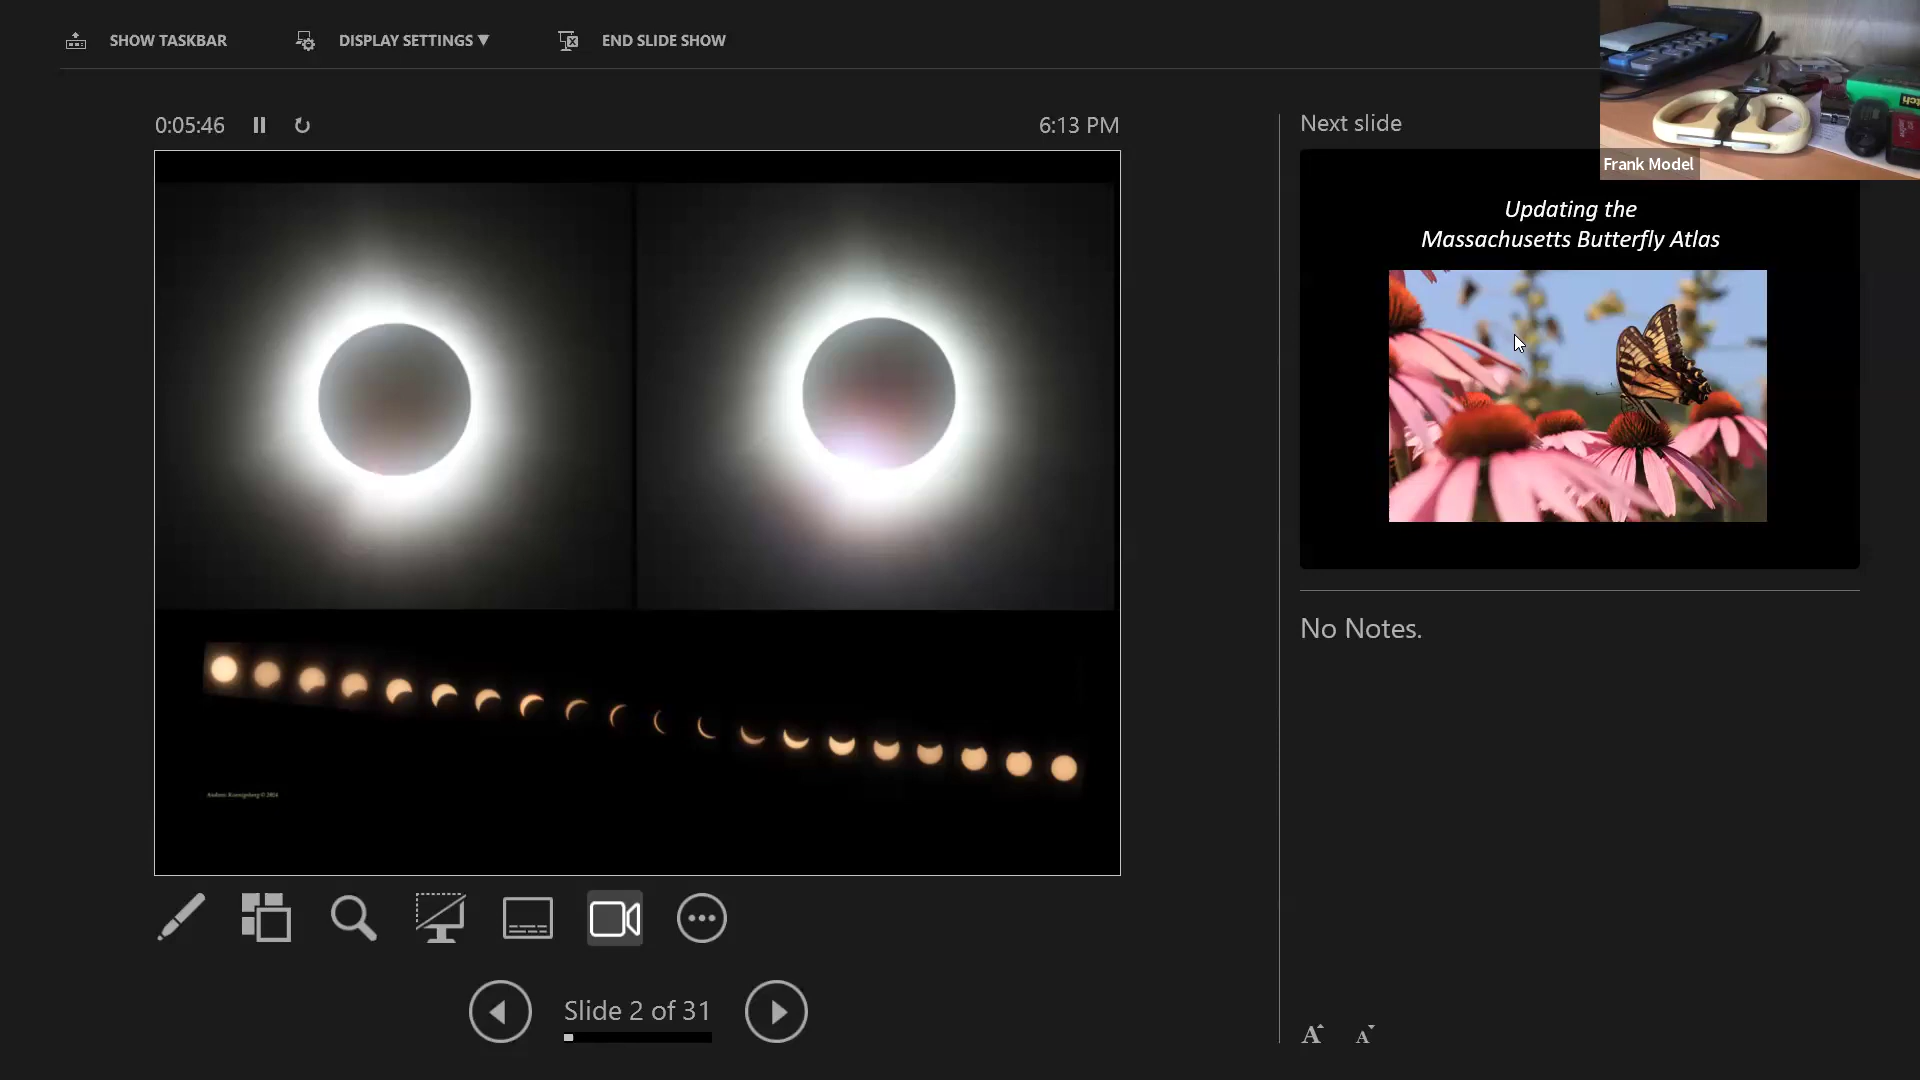 SHOW TASKBAR
DISPLAY SETTINGS ▼
END SLIDE SHOW
0:05:46
6:13 PM
Next slide
Frank Model
Updating the
Massachusetts Butterfly Atlas
No Notes.
Slide 2 of 31
A A